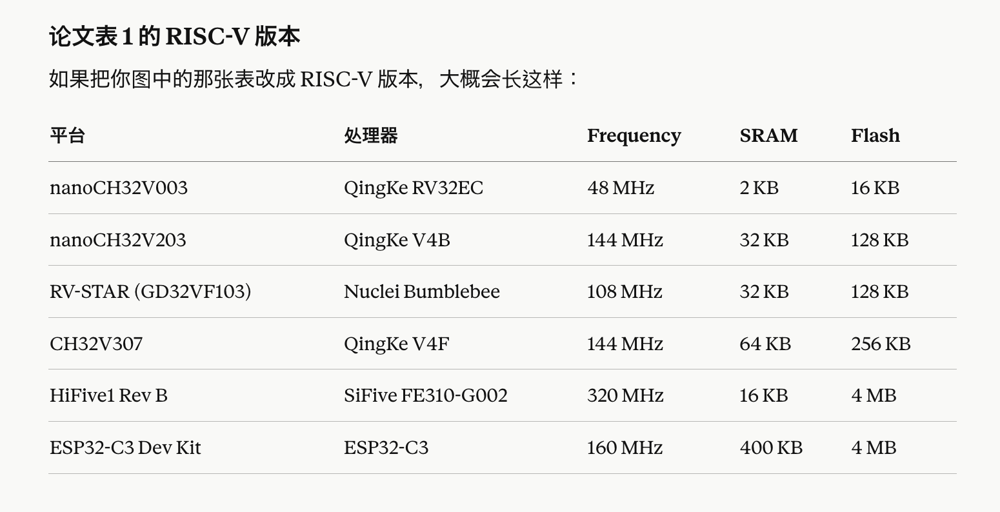 论文表 1 的 RISC-V 版本
如果把你图中的那张表改成 RISC-V 版本，大概会长这样：
平台 处理器 Frequency SRAM Flash
nanoCH32V003 QingKe RV32EC 48 MHz 2 KB 16 KB
nanoCH32V203 QingKe V4B 144 MHz 32 KB 128 KB
RV-STAR (GD32VF103) Nuclei Bumblebee 108 MHz 32 KB 128 KB
CH32V307 QingKe V4F 144 MHz 64 KB 256 KB
HiFive1 Rev B SiFive FE310-G002 320 MHz 16 KB 4 MB
ESP32-C3 Dev Kit ESP32-C3 160 MHz 400 KB 4 MB